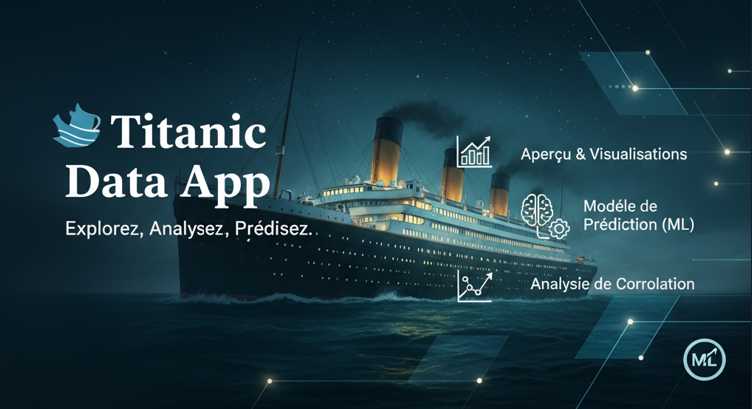 Titanic
Data App
Explorez, Analysez, Prédisez.
Aperçu & Visualisations
Modéle de
Prédiction (ML)
Analysie de Corrolation
ML